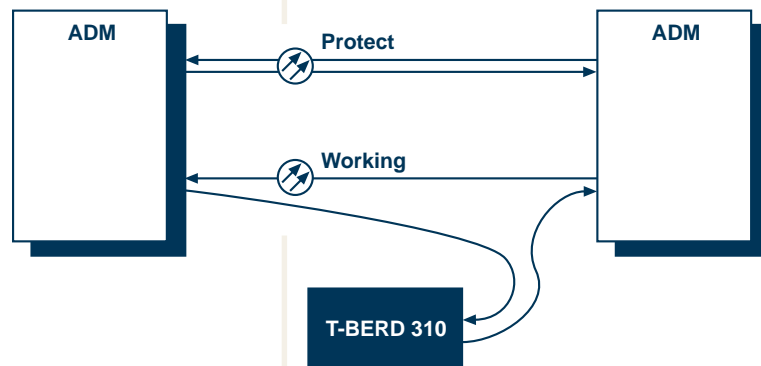 ADM
ADM
Protect
Working
T-BERD 310